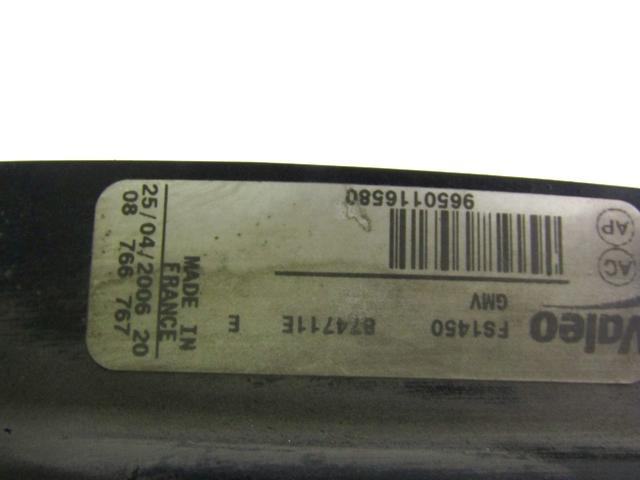 Valeo
FS1450
GMV
874711E
E
AC
AP
9650116580
MADE IN
FRANCE
25/04/2006 20
08 766 767